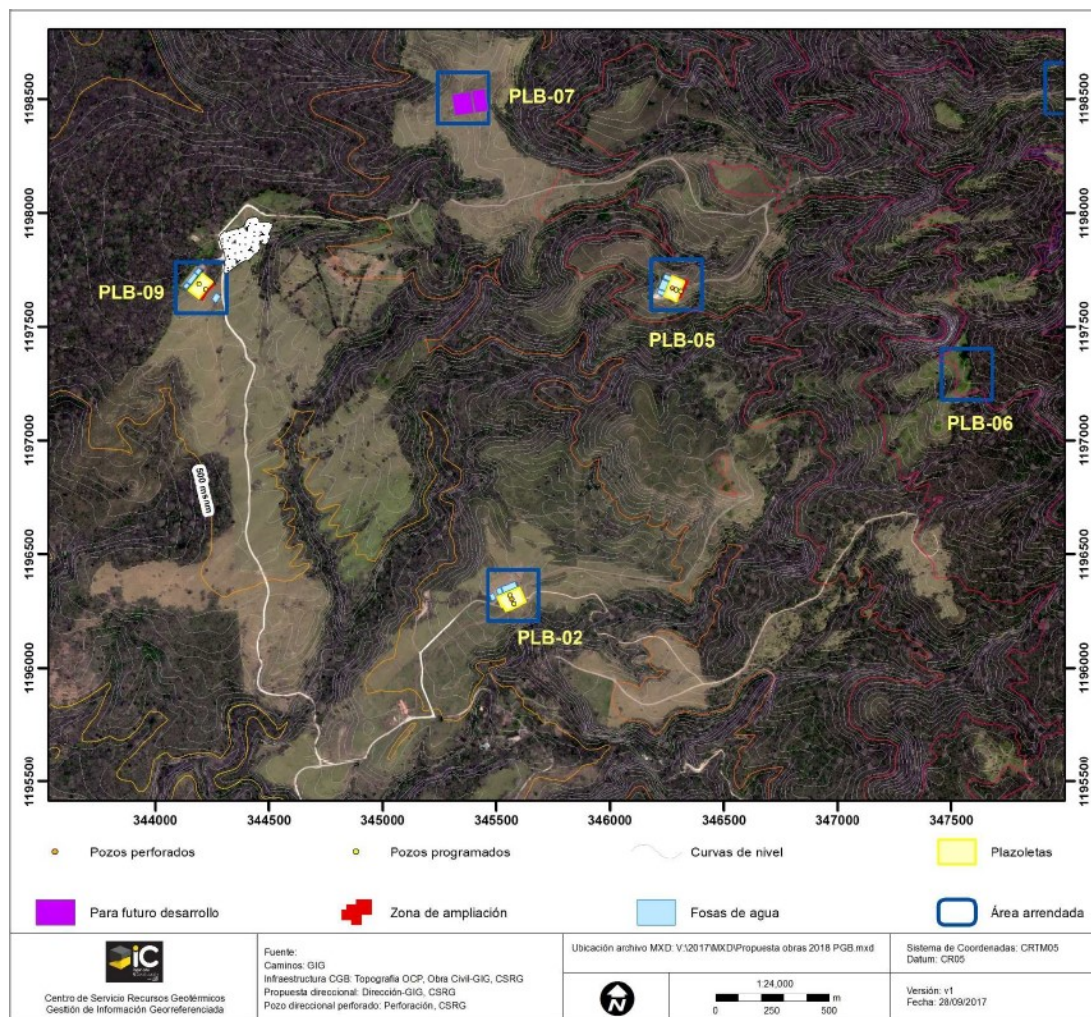 1198500
1198000
1197500
1197000
1196500
1196000
1195500
1198500
1198000
1197500
1197000
1196500
1196000
1195500
PLB-07
PLB-09
PLB-05
PLB-06
500 msnm
PLB-02
344000 344500 345000 345500 346000 346500 347000 347500
Pozos perforados Pozos programados Curvas de nivel Plazoletas
Para futuro desarrollo Zona de ampliación Fosas de agua Área arrendada
iC
Centro de Servicio Recursos Geotérmicos
Gestión de Información Georreferenciada
Fuente:
Caminos: GIG
Infraestructura CGB: Topografía OCP, Obra Civil-GIG, CSRG
Propuesta direccional: Dirección-GIG, CSRG
Pozo direccional perforado: Perforación, CSRG
Ubicación archivo MXD: V:\2017\MXD\Propuesta obras 2018 PGB.mxd
1:24,000
0 250 500 m
Sistema de Coordenadas: CRTM05
Datum: CR05
Versión: v1
Fecha: 28/09/2017